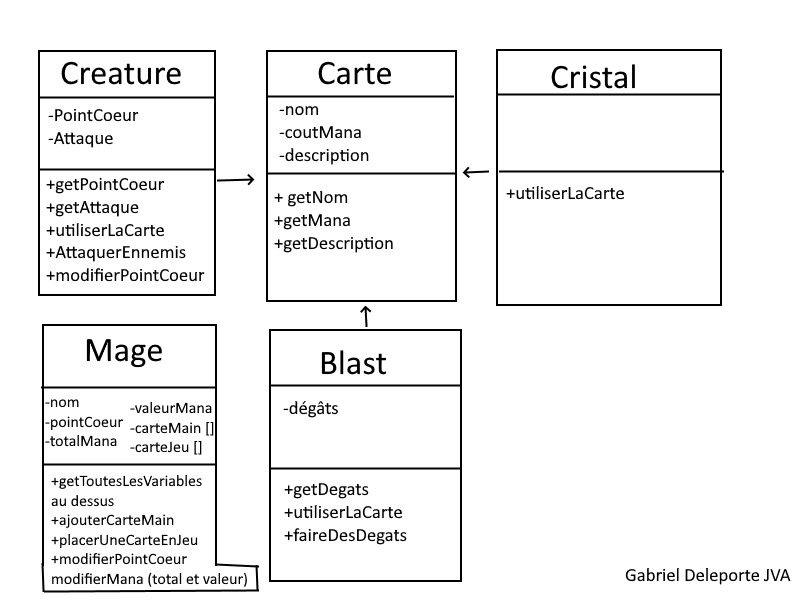 Creature
-PointCoeur
-Attaque
+getPointCoeur
+getAttaque
+utiliserLaCarte
+AttaquerEnnemis
+modifierPointCoeur
Carte
-nom
-coutMana
-description
+ getNom
+getMana
+getDescription
Cristal
+utiliserLaCarte
Mage
-nom
-pointCoeur
-totalMana
-valeurMana
-carteMain []
-carteJeu []
+getToutesLesVariables
au dessus
+ajouterCarteMain
+placerUneCarteEnJeu
+modifierPointCoeur
modifierMana (total et valeur)
Blast
-dégâts
+getDegats
+utiliserLaCarte
+faireDesDegats
Gabriel Deleporte JVA